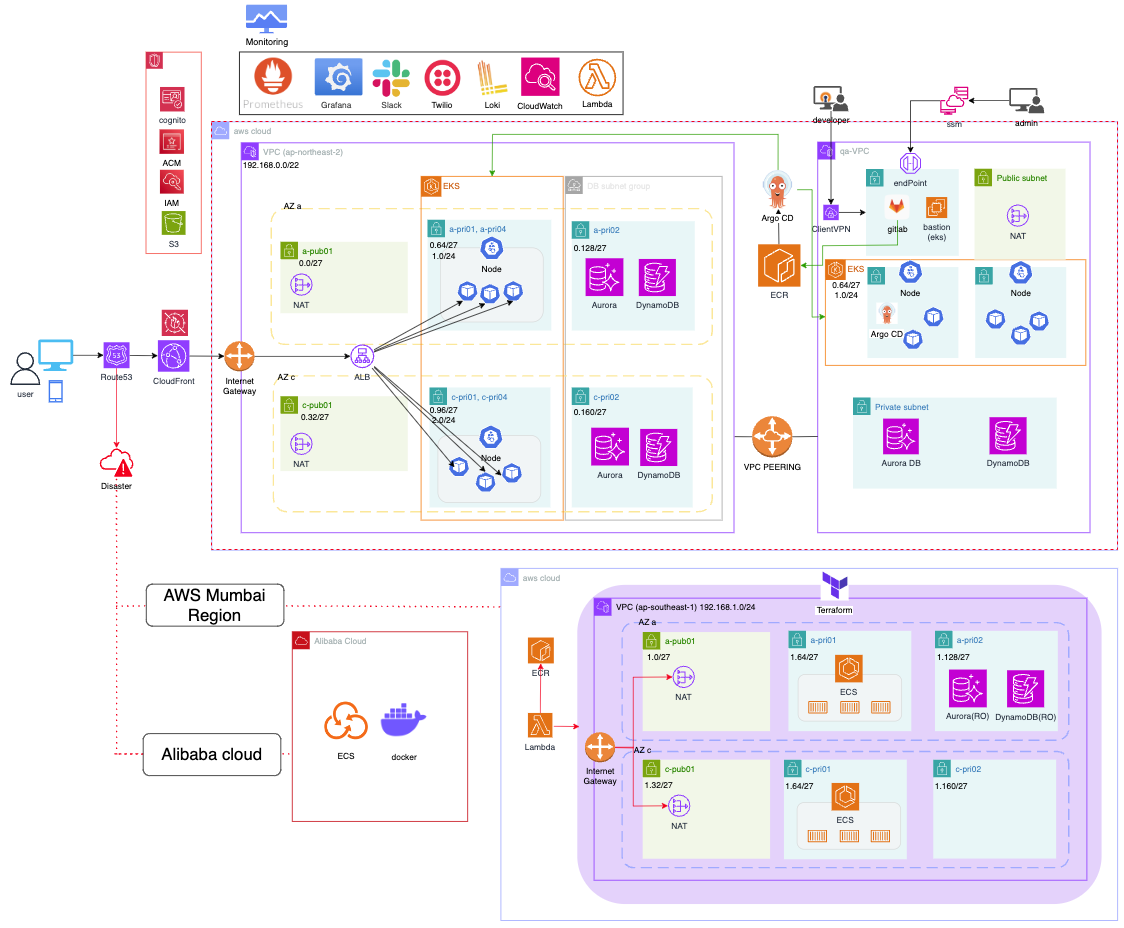 Monitoring
Prometheus
Grafana
Slack
Twilio
Loki
CloudWatch
Lambda
cognito
ACM
IAM
S3
developer
ssm
admin
aws cloud
VPC (ap-northeast-2)
192.168.0.0/22
EKS
DB subnet group
AZ a
a-pub01
0.0/27
NAT
a-pri01, a-pri04
0.64/27
1.0/24
Node
a-pri02
0.128/27
Aurora
DynamoDB
Argo CD
ECR
ClientVPN
qa-VPC
endPoint
gitlab
bastion
(eks)
Public subnet
NAT
EKS
0.64/27
1.0/24
Node
Argo CD
Node
user
53
Route53
CloudFront
Internet
Gateway
ALB
AZ c
c-pub01
0.32/27
NAT
c-pri01, c-pri04
0.96/27
2.0/24
Node
c-pri02
0.160/27
Aurora
DynamoDB
VPC PEERING
Private subnet
Aurora DB
DynamoDB
Disaster
AWS Mumbai
Region
Alibaba cloud
Alibaba Cloud
ECS
docker
aws cloud
Terraform
VPC (ap-southeast-1) 192.168.1.0/24
AZ a
a-pub01
1.0/27
NAT
a-pri01
1.64/27
ECS
a-pri02
1.128/27
Aurora(RO)
DynamoDB(RO)
ECR
Lambda
Internet
Gateway
AZ c
c-pub01
1.32/27
NAT
c-pri01
1.64/27
ECS
c-pri02
1.160/27